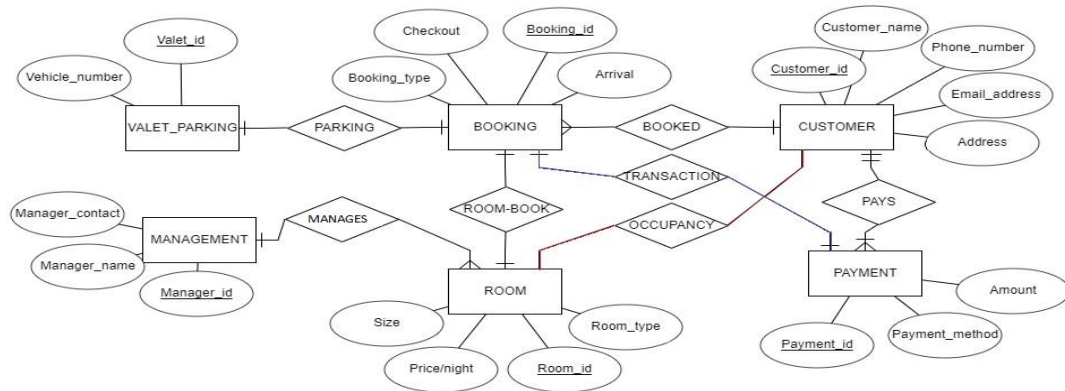 Customer_name
Valet_id
Checkout
Booking_id
Phone_number
Customer_id
Vehicle_number
Booking_type
Arrival
Email_address
VALET_PARKING
PARKING
BOOKING
BOOKED
CUSTOMER
Address
TRANSACTION
PAYS
ROOM-BOOK
Manager_contact
MANAGES
OCCUPANCY
MANAGEMENT
Manager_name
PAYMENT
Manager_id
ROOM
Amount
Size
Room_type
Payment_method
Payment_id
Price/night
Room_id